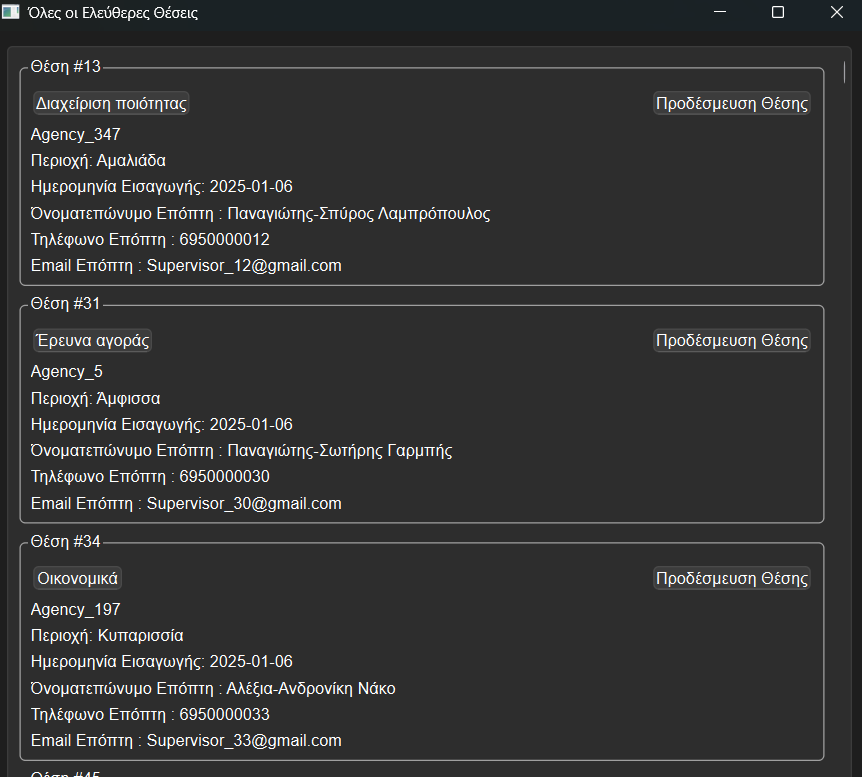 Όλες οι Ελεύθερες Θέσεις
Θέση #13
Διαχείριση ποιότητας Προδέσμευση Θέσης
Agency_347
Περιοχή: Αμαλιάδα
Ημερομηνία Εισαγωγής: 2025-01-06
Όνοματεπώνυμο Επόπτη : Παναγιώτης-Σπύρος Λαμπρόπουλος
Τηλέφωνο Επόπτη : 6950000012
Email Επόπτη : Supervisor_12@gmail.com
Θέση #31
Έρευνα αγοράς Προδέσμευση Θέσης
Agency_5
Περιοχή: Άμφισσα
Ημερομηνία Εισαγωγής: 2025-01-06
Όνοματεπώνυμο Επόπτη : Παναγιώτης-Σωτήρης Γαρμπής
Τηλέφωνο Επόπτη : 6950000030
Email Επόπτη : Supervisor_30@gmail.com
Θέση #34
Οικονομικά Προδέσμευση Θέσης
Agency_197
Περιοχή: Κυπαρισσία
Ημερομηνία Εισαγωγής: 2025-01-06
Όνοματεπώνυμο Επόπτη : Αλέξια-Ανδρονίκη Νάκο
Τηλέφωνο Επόπτη : 6950000033
Email Επόπτη : Supervisor_33@gmail.com
Θέση #45